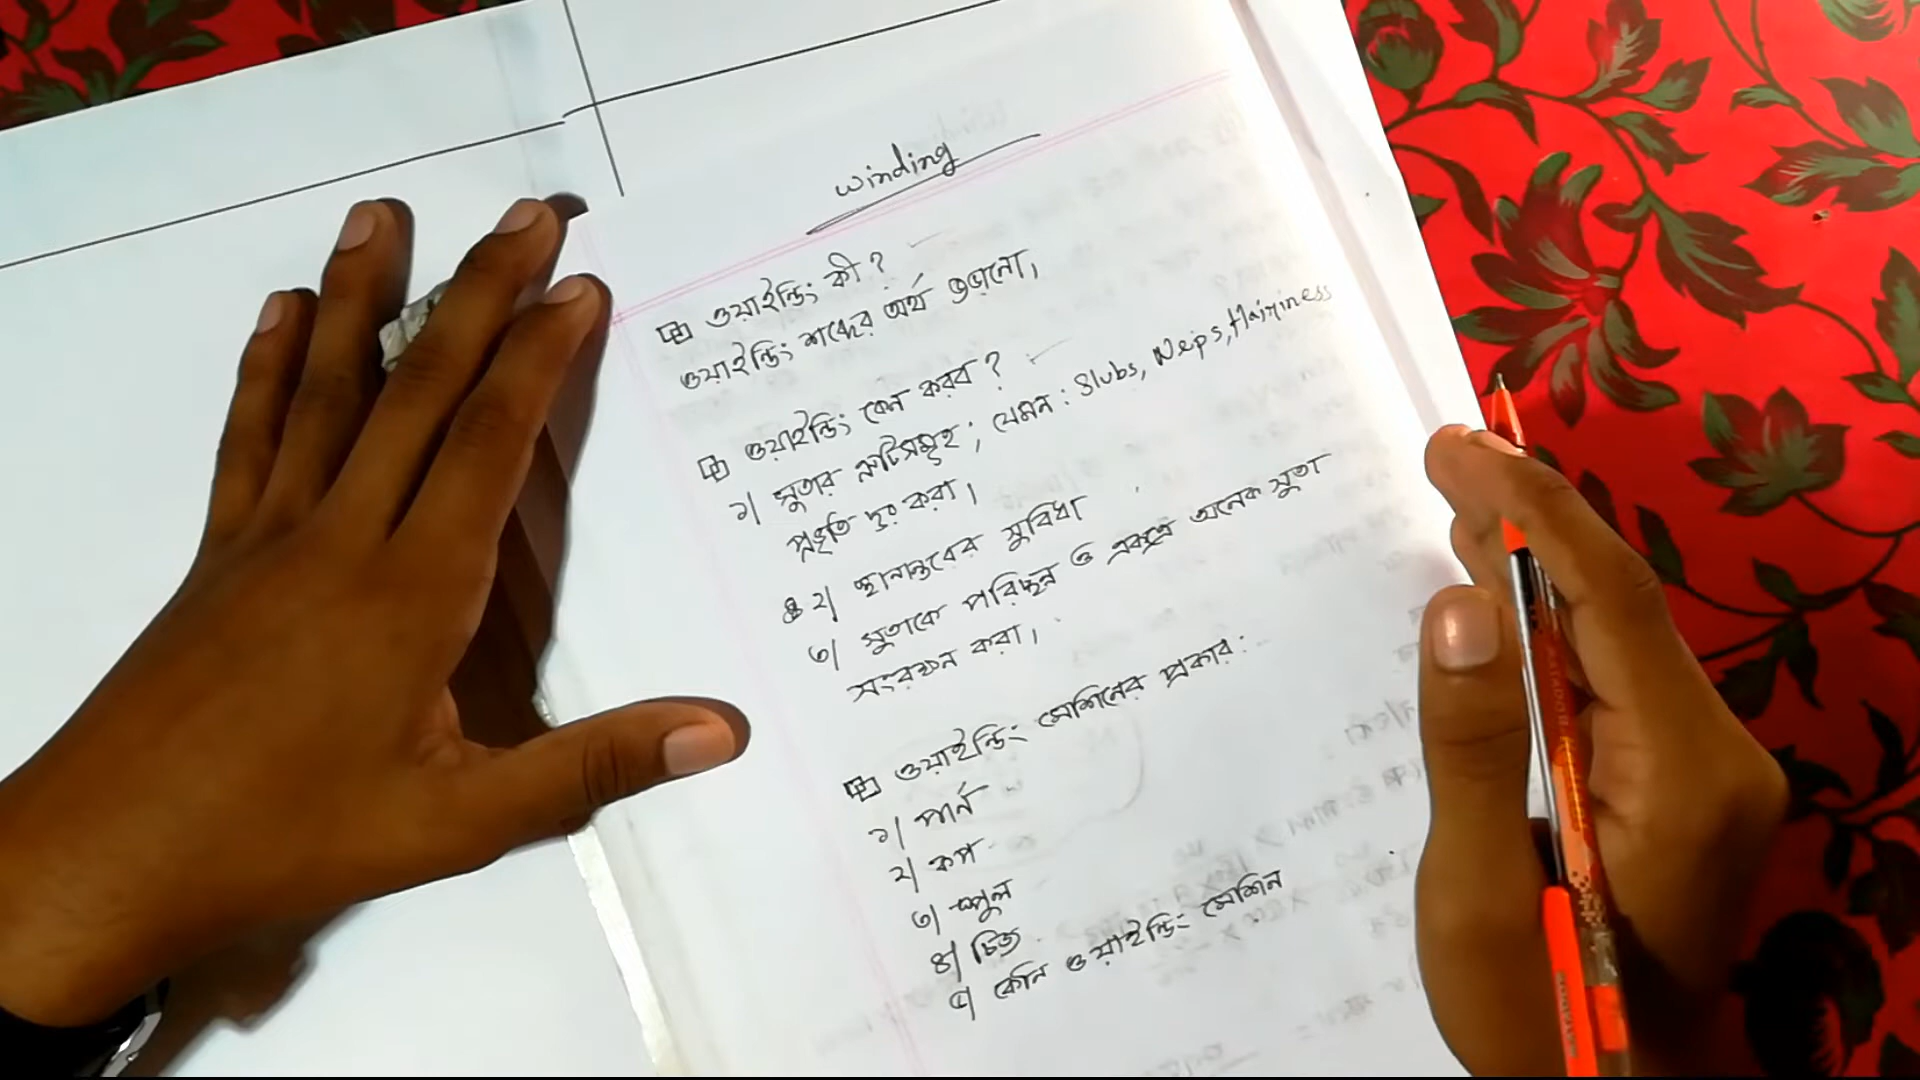 winding
ওয়াইন্ডিং কী ?
ওয়াইন্ডিং শব্দের অর্থ জড়ানো।
ওয়াইন্ডিং কেন করব ?
১| সুতার ত্রুটিসমূহ; যেমন: Slubs, Neps, Hairiness
প্রভৃতি দূর করা।
২| স্থানান্তরের সুবিধা
৩| সুতাকে পরিচ্ছন্ন ও একত্রে অনেক সুতা
সংরক্ষন করা।
ওয়াইন্ডিং মেশিনের প্রকার:
১| পার্ন
২| কপ
৩| স্পুল
৪| চিজ
৫| কোন ওয়াইন্ডিং মেশিন